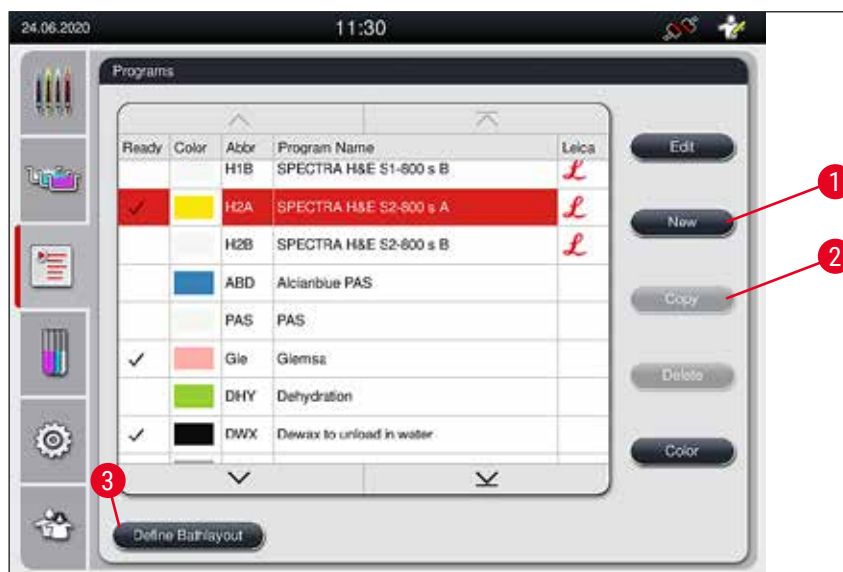 24.06.2020 11:30
Programs
Ready Color Abbr Program Name Leica
H1B SPECTRA H&E S1-600 s B L
H2A SPECTRA H&E S2-600 s A L
H2B SPECTRA H&E S2-600 s B L
ABD Alcianblue PAS
PAS PAS
Gie Giemsa
DHY Dehydration
DWX Dewax to unload in water
Edit
New
Copy
Delete
Color
Define Bathlayout
1
2
3